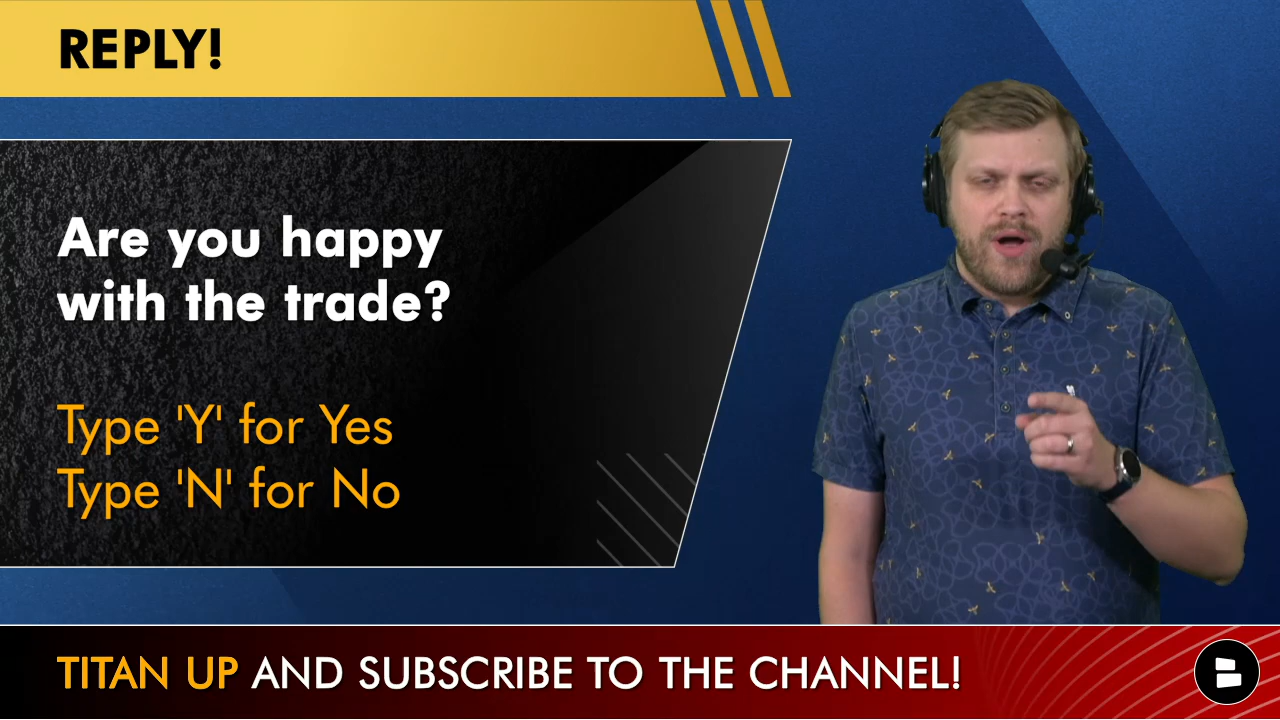 REPLY!
Are you happy
with the trade?
Type 'Y' for Yes
Type 'N' for No
TITAN UP AND SUBSCRIBE TO THE CHANNEL!